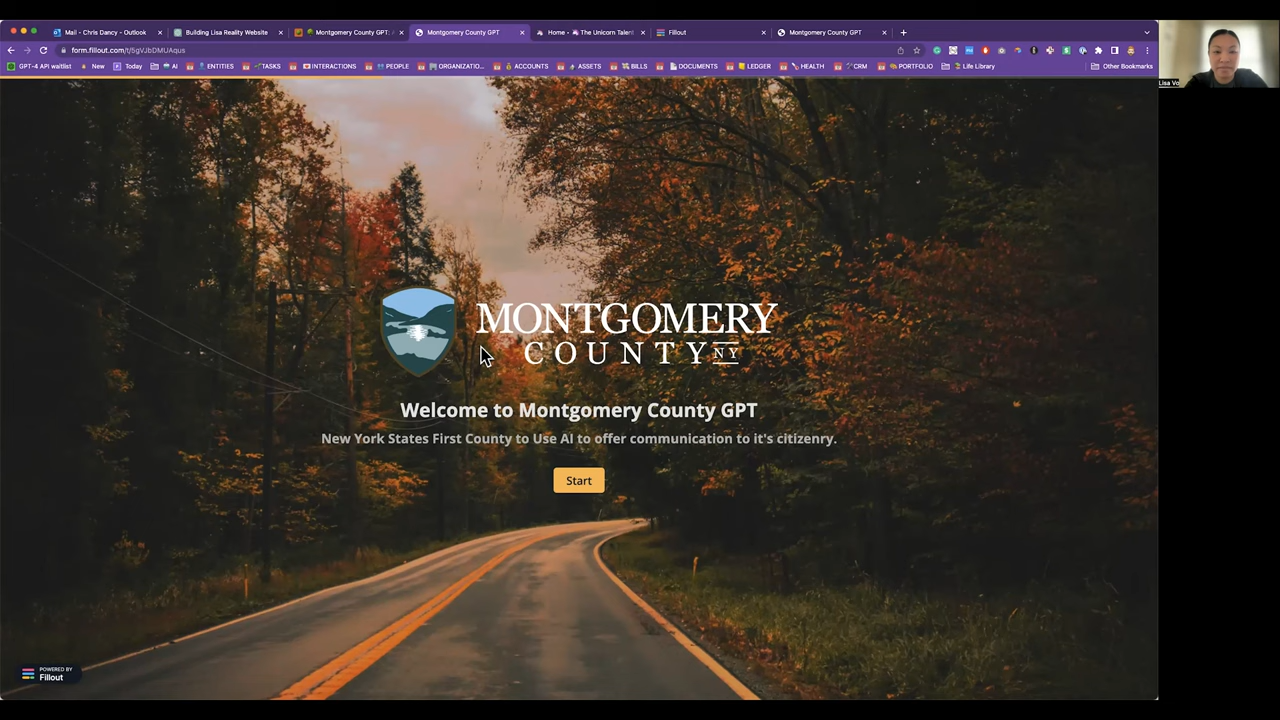 Mail - Chris Dancy - Outlook
Building Lisa Reality Website
Montgomery County GPT: A
Montgomery County GPT
Home - 🦄 The Unicorn Talent
Fillout
Montgomery County GPT
form.fillout.com/t/5gVJbDMUAqus
GPT-4 API waitlist
New
Today
AI
ENTITIES
TASKS
INTERACTIONS
PEOPLE
ORGANIZATIO...
ACCOUNTS
ASSETS
BILLS
DOCUMENTS
LEDGER
HEALTH
CRM
PORTFOLIO
Life Library
Other Bookmarks
Lisa Vo
MONTGOMERY
COUNTY NY
Welcome to Montgomery County GPT
New York States First County to Use AI to offer communication to it's citizenry.
Start
POWERED BY
Fillout